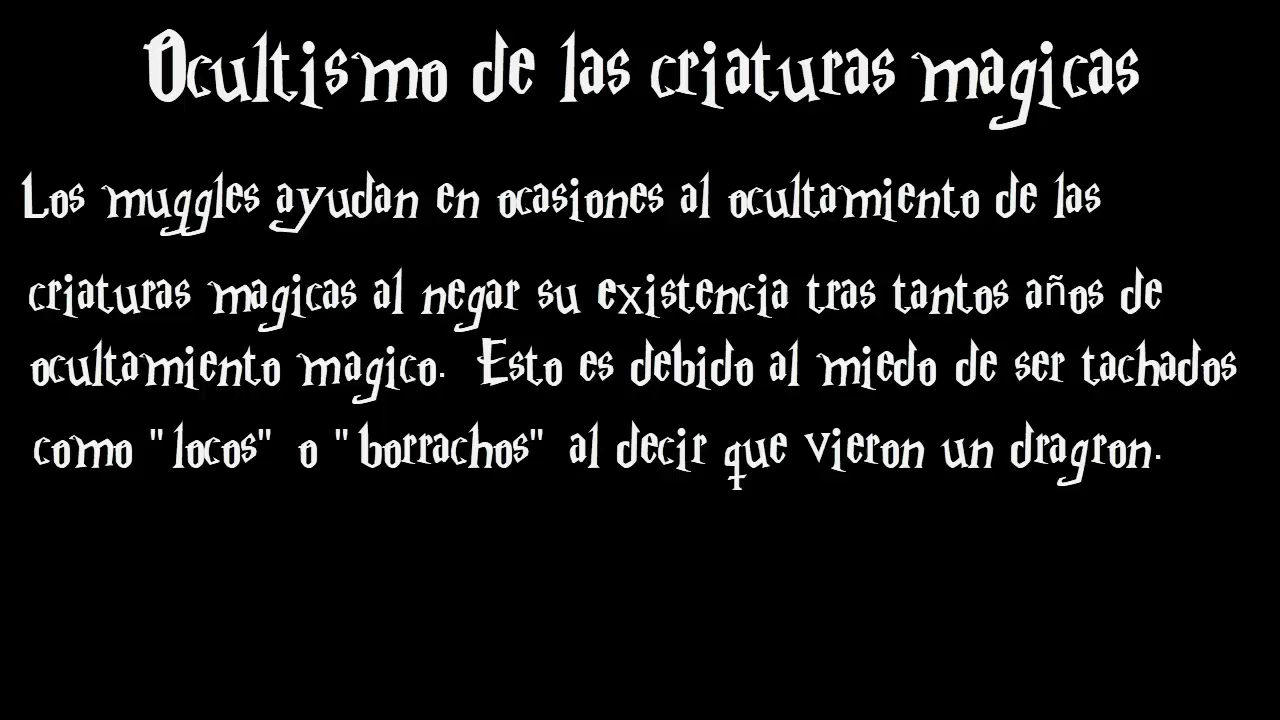 Ocultismo de las criaturas magicas
Los muggles ayudan en ocasiones al ocultamiento de las
criaturas magicas al negar su existencia tras tantos años de
ocultamiento magico. Esto es debido al miedo de ser tachados
como "locos" o "borrachos" al decir que vieron un dragron.